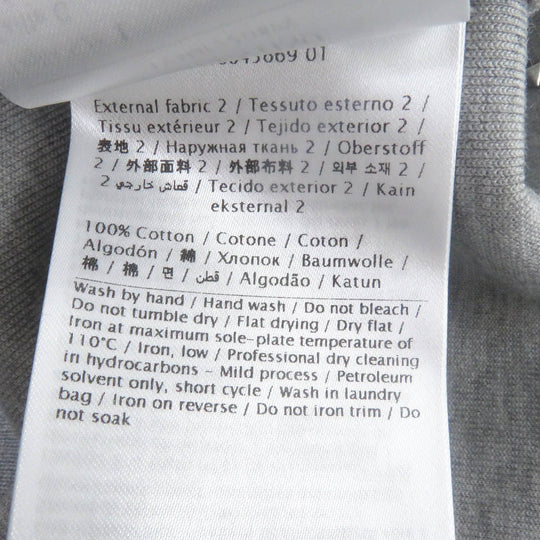 69 01
External fabric 2 / Tessuto esterno 2 /
Tissu extérieur 2 / Tejido exterior 2 /
表地 2 / Наружная ткань 2 / Oberstoff
2 / 外部面料 2 / 外部布料 2 / 외부 소재 2 /
قماش خارجي 2 / Tecido exterior 2 / Kain
eksternal 2
100% Cotton / Cotone / Coton /
Algodón / 綿 / Хлопок / Baumwolle /
棉 / 棉 / 면 / قطن / Algodão / Katun
Wash by hand / Hand wash / Do not bleach /
Do not tumble dry / Flat drying / Dry flat /
Iron at maximum sole-plate temperature of
110°C / Iron, low / Professional dry cleaning
in hydrocarbons - Mild process / Petroleum
solvent only, short cycle / Wash in laundry
bag / Iron on reverse / Do not iron trim / Do
not soak